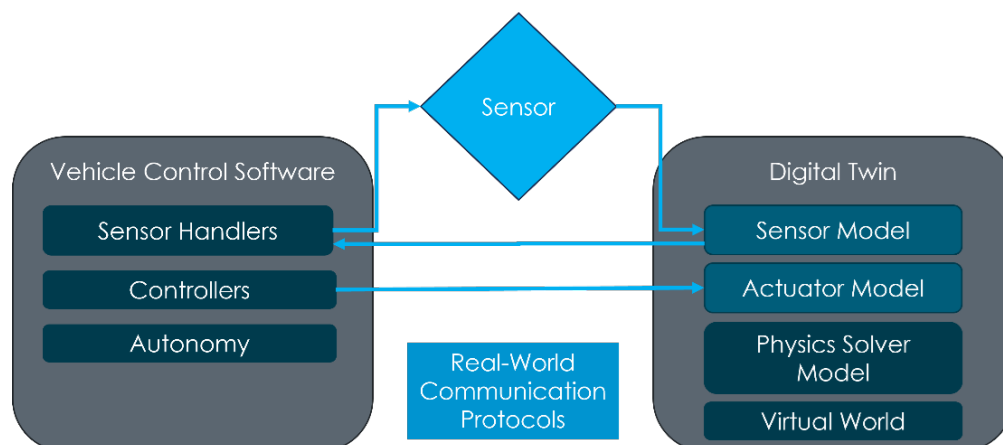 Sensor
Vehicle Control Software
Sensor Handlers
Controllers
Autonomy
Real-World
Communication
Protocols
Digital Twin
Sensor Model
Actuator Model
Physics Solver
Model
Virtual World